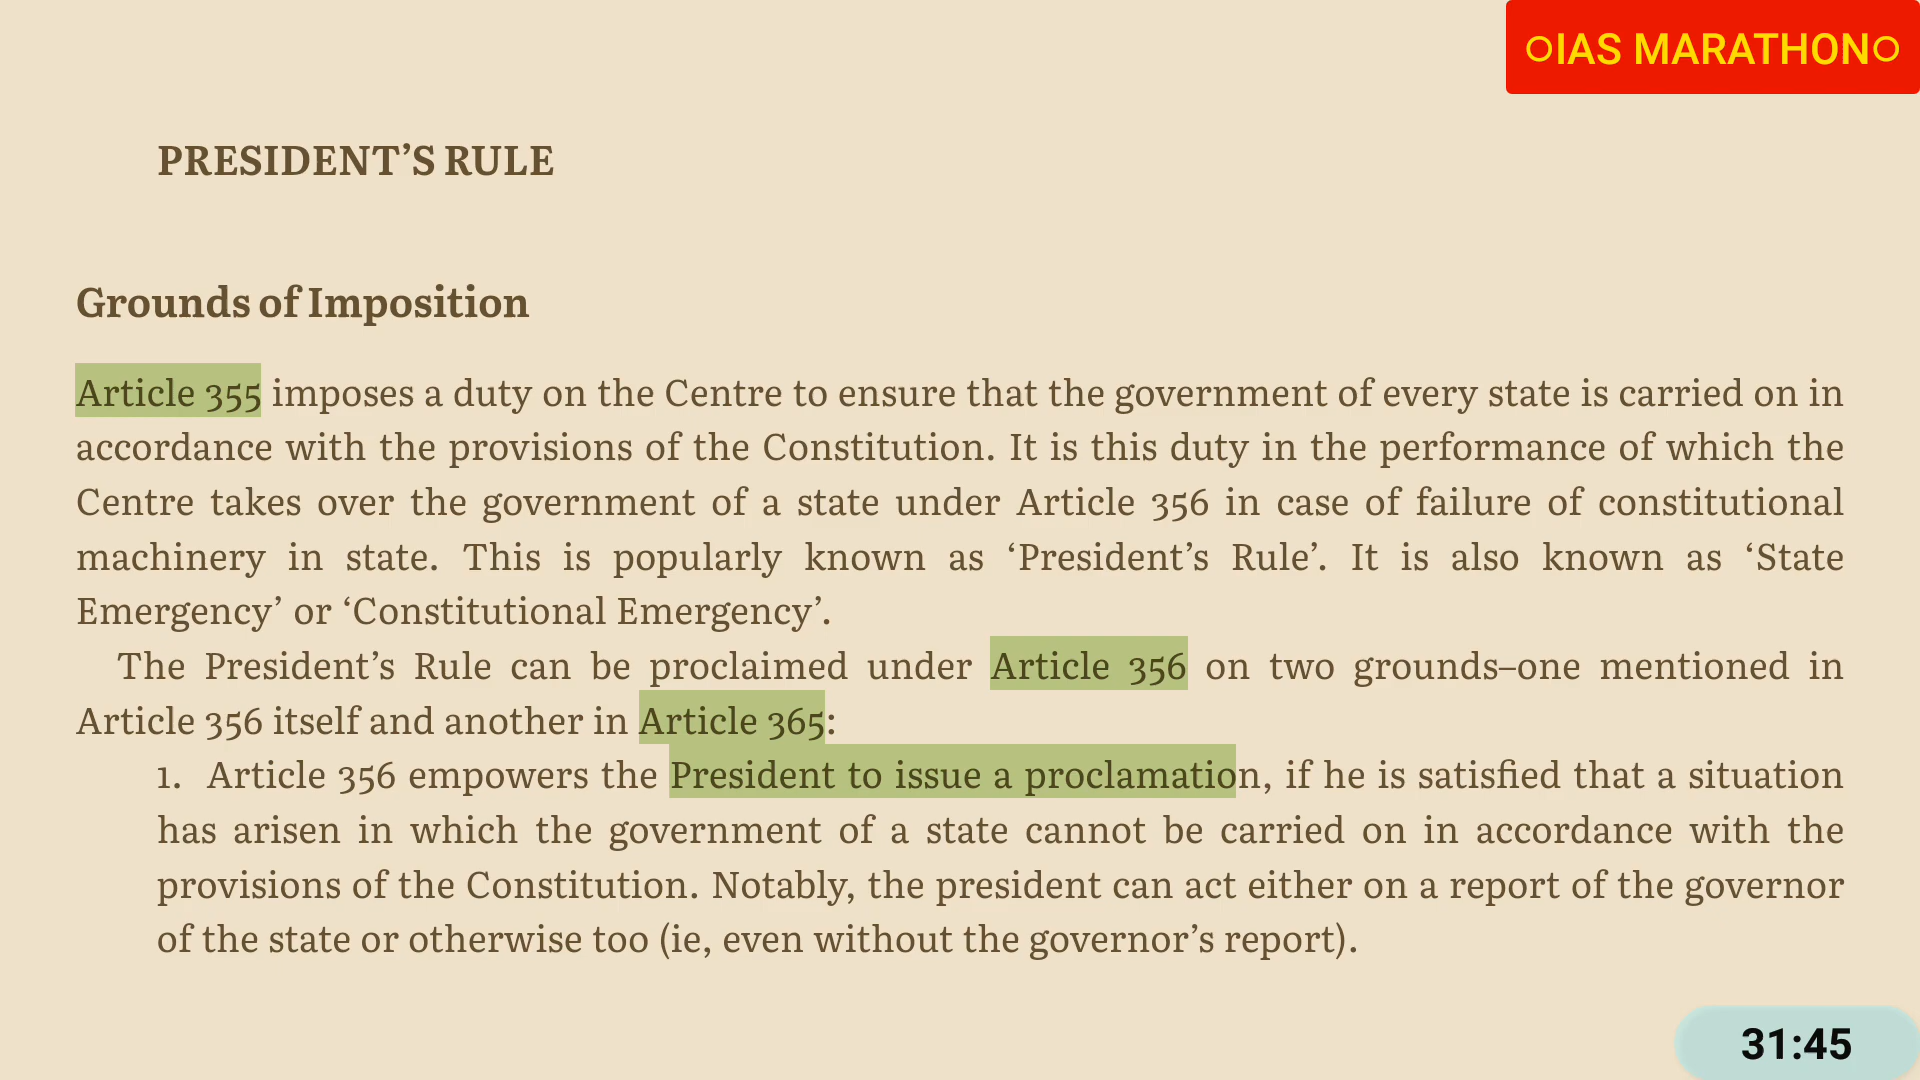 ○IAS MARATHON○
PRESIDENT’S RULE
Grounds of Imposition
Article 355 imposes a duty on the Centre to ensure that the government of every state is carried on in
accordance with the provisions of the Constitution. It is this duty in the performance of which the
Centre takes over the government of a state under Article 356 in case of failure of constitutional
machinery in state. This is popularly known as ‘President’s Rule’. It is also known as ‘State
Emergency’ or ‘Constitutional Emergency’.
The President’s Rule can be proclaimed under Article 356 on two grounds–one mentioned in
Article 356 itself and another in Article 365:
1. Article 356 empowers the President to issue a proclamation, if he is satisfied that a situation
has arisen in which the government of a state cannot be carried on in accordance with the
provisions of the Constitution. Notably, the president can act either on a report of the governor
of the state or otherwise too (ie, even without the governor’s report).
31:45